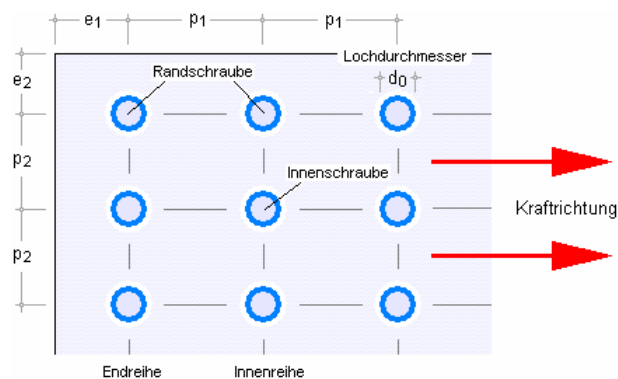 e1 p1 p1
Lochdurchmesser
Randschraube
d0
e2
p2
Innenschraube
Kraftrichtung
p2
Endreihe Innenreihe